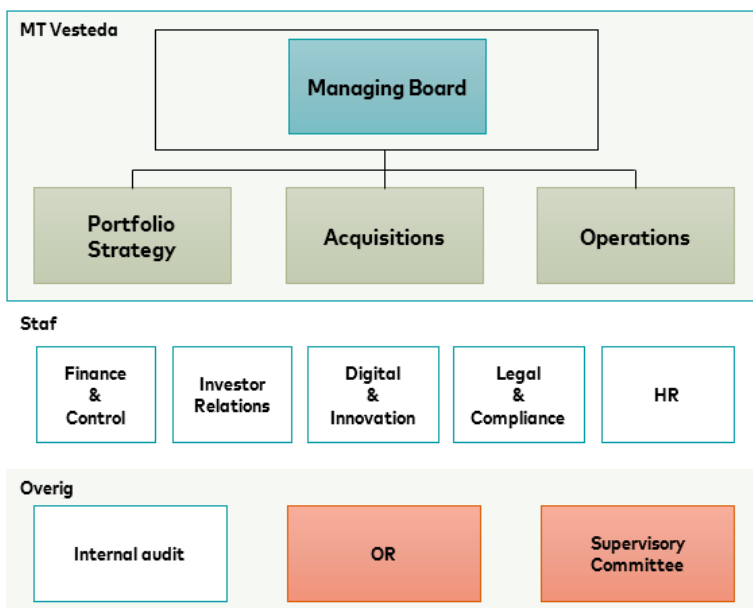 MT Vesteda
Managing Board
Portfolio
Strategy
Acquisitions
Operations
Staf
Finance
&
Control
Investor
Relations
Digital
&
Innovation
Legal
&
Compliance
HR
Overig
Internal audit
OR
Supervisory
Committee